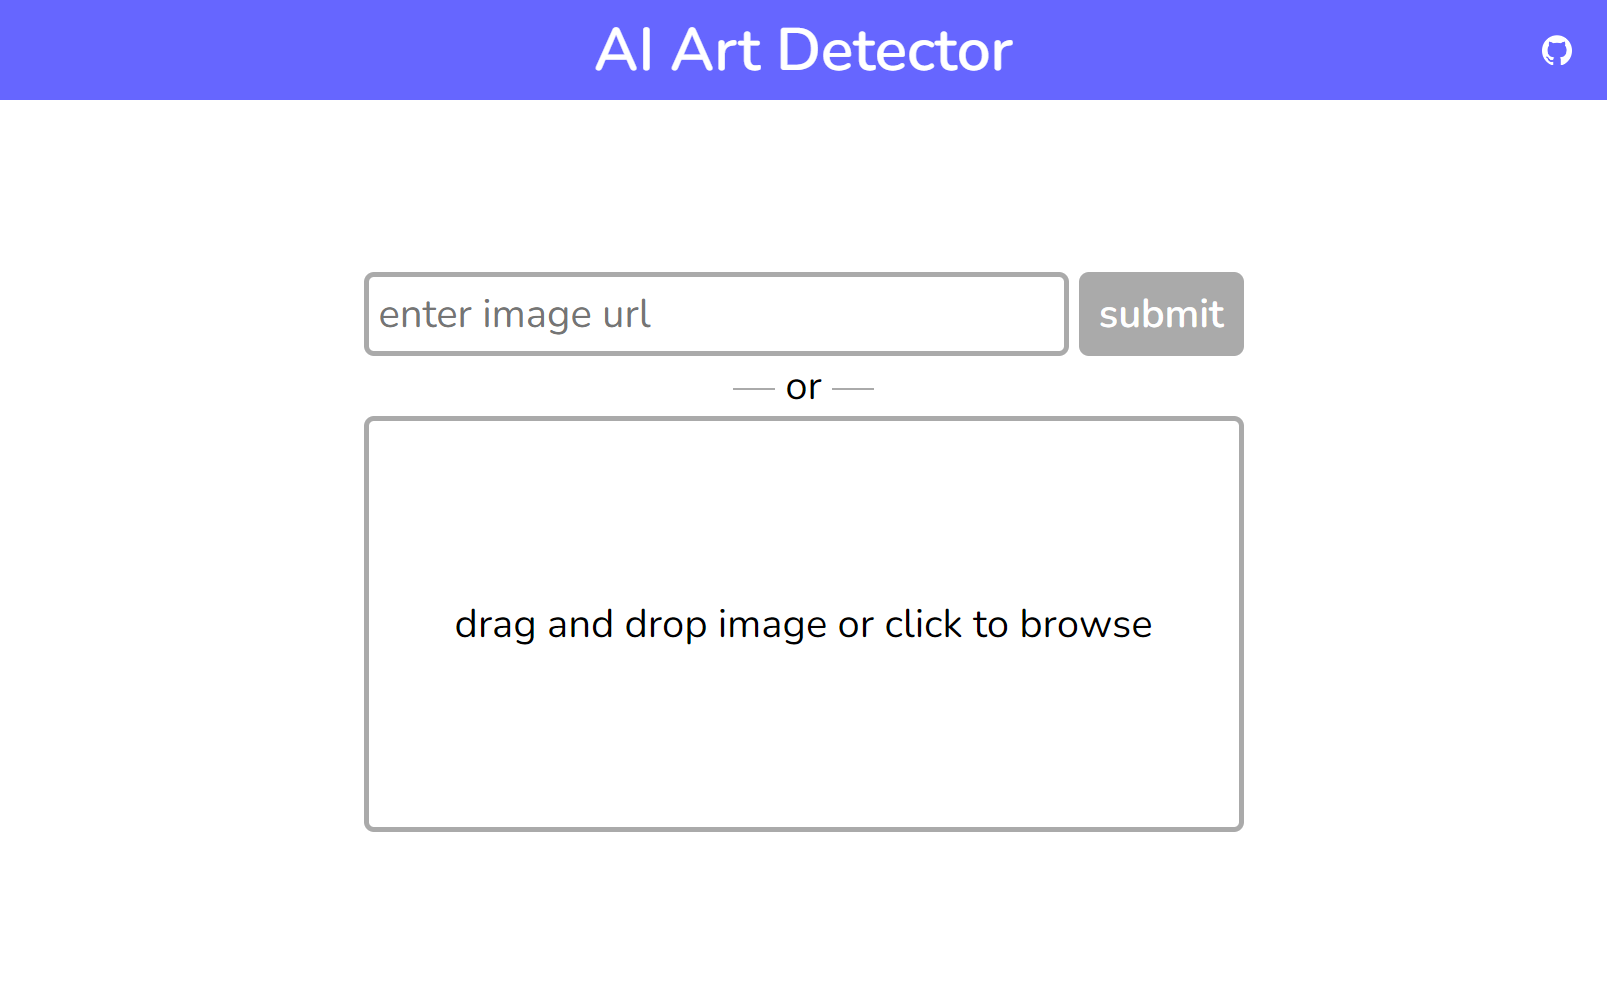 AI Art Detector
enter image url
submit
or
drag and drop image or click to browse